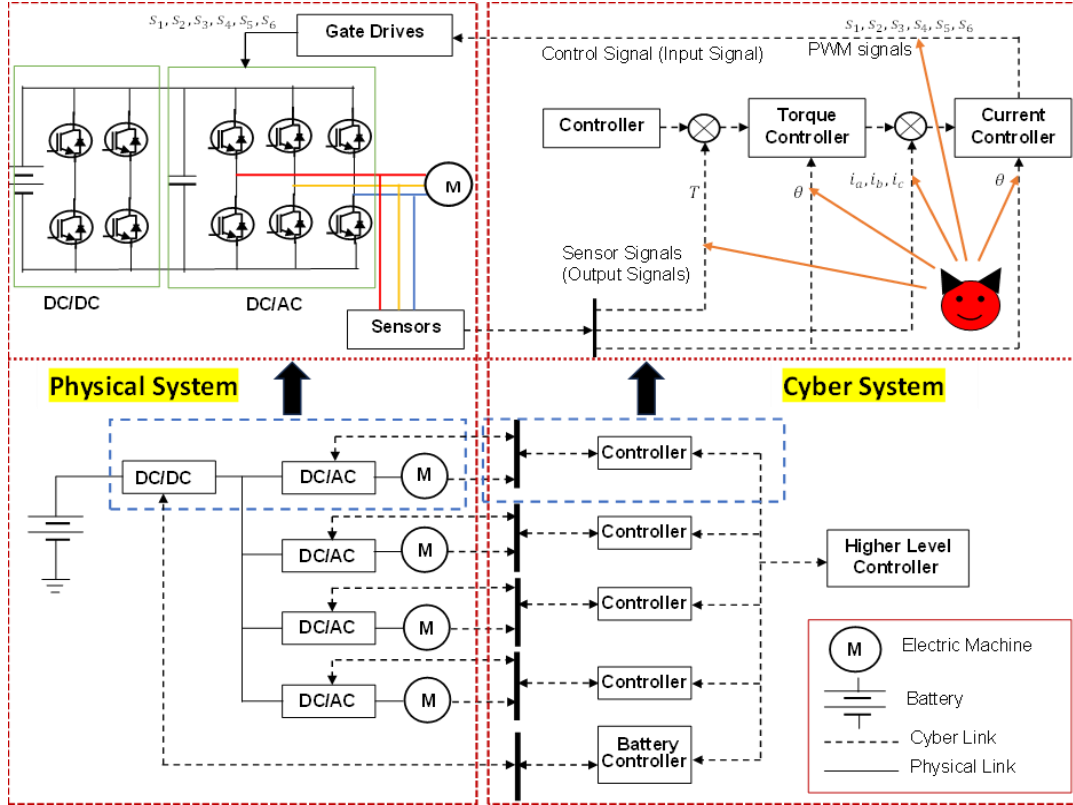 s₁, s₂, s₃, s₄, s₅, s₆
Gate Drives
DC/DC
DC/AC
M
Sensors
s₁, s₂, s₃, s₄, s₅, s₆
PWM signals
Control Signal (Input Signal)
Controller
Torque
Controller
Current
Controller
T
θ
i_a, i_b, i_c
θ
Sensor Signals
(Output Signals)
Physical System
Cyber System
DC/DC
DC/AC
M
Controller
DC/AC
M
Controller
DC/AC
M
Controller
DC/AC
M
Controller
Battery
Controller
Higher Level
Controller
M
Electric Machine
Battery
Cyber Link
Physical Link